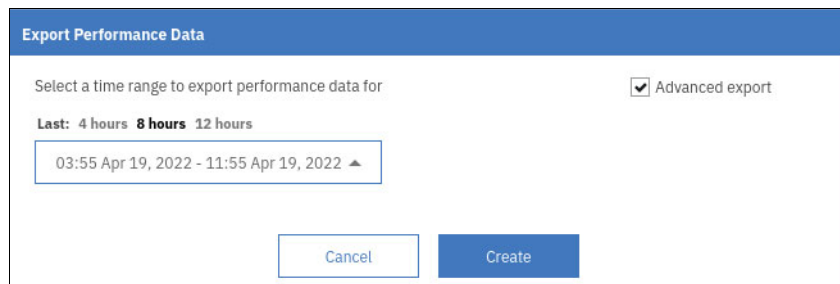 Export Performance Data
Select a time range to export performance data for
Advanced export
Last: 4 hours 8 hours 12 hours
03:55 Apr 19, 2022 - 11:55 Apr 19, 2022
Cancel
Create